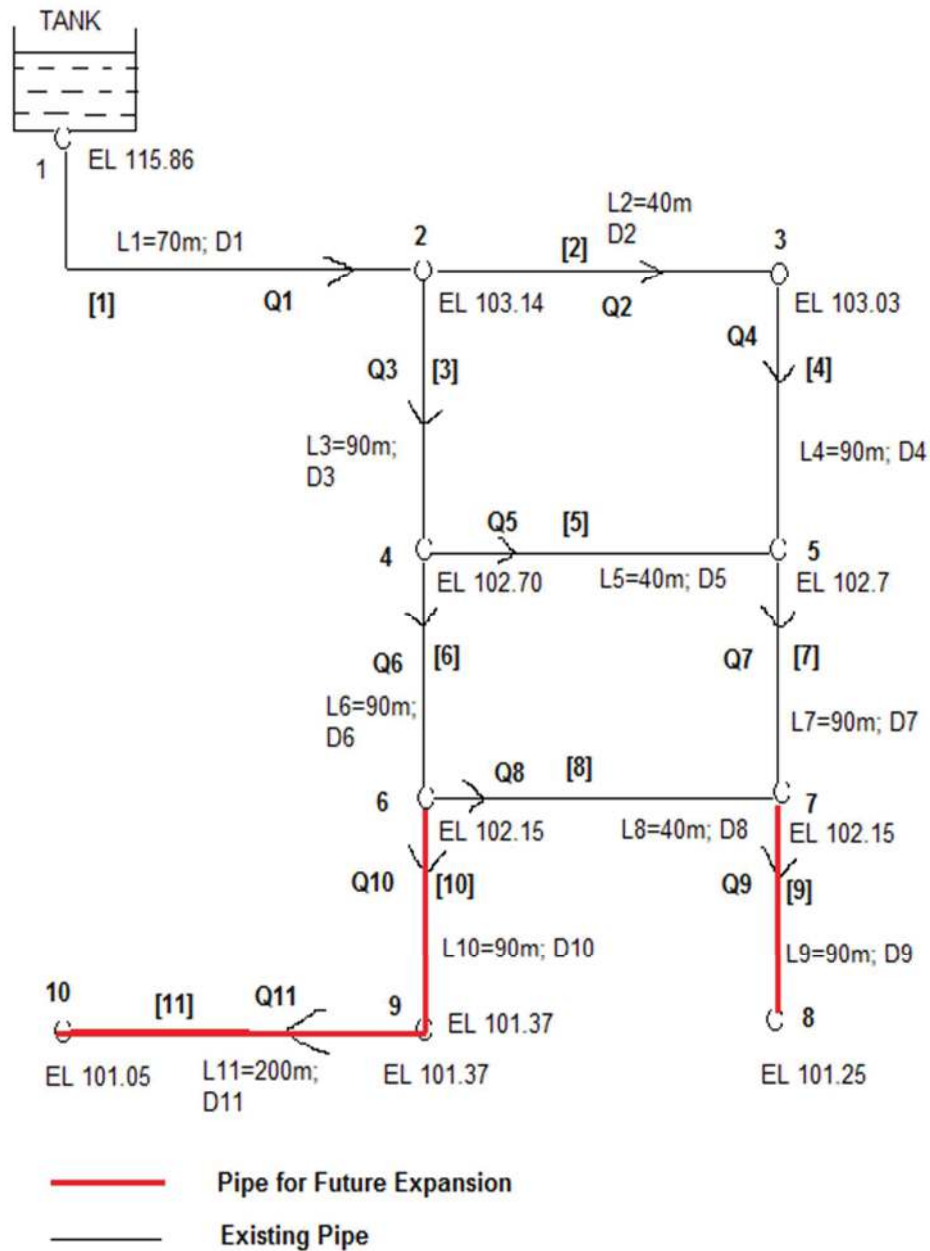 TANK
1
EL 115.86
L1=70m; D1
[1]
Q1
2
EL 103.14
L2=40m
D2
[2]
Q2
3
EL 103.03
Q3
[3]
Q4
[4]
L3=90m;
D3
L4=90m; D4
4
Q5
[5]
5
EL 102.70
L5=40m; D5
EL 102.7
Q6
[6]
Q7
[7]
L6=90m;
D6
L7=90m; D7
6
Q8
[8]
7
EL 102.15
L8=40m; D8
EL 102.15
Q10
[10]
Q9
[9]
L10=90m; D10
L9=90m; D9
10
[11]
Q11
9
EL 101.37
8
EL 101.05
L11=200m;
D11
EL 101.37
EL 101.25
Pipe for Future Expansion
Existing Pipe